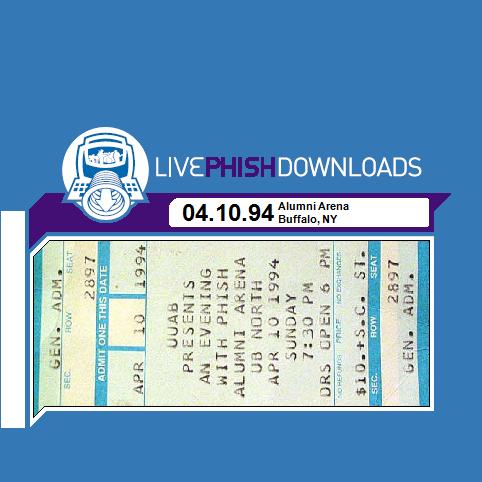 LIVEPHISHDOWNLOADS
04.10.94
Alumni Arena
Buffalo, NY
GEN. ADM.
SEC. ROW SEAT
2897
ADMIT ONE THIS DATE
APR 10 1994
UUAB
PRESENTS
AN EVENING
WITH PHISH
ALUMNI ARENA
UB NORTH
APR 10 1994
SUNDAY
7:30 PM
DRS OPEN 6 PM
NO REFUNDS PRICE NO EXCHANGES
$10.+S.C. ST.
SEC. ROW SEAT
2897
GEN. ADM.